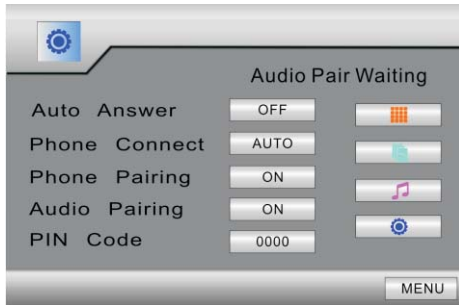 Audio Pair Waiting
Auto Answer OFF
Phone Connect AUTO
Phone Pairing ON
Audio Pairing ON
PIN Code 0000
MENU